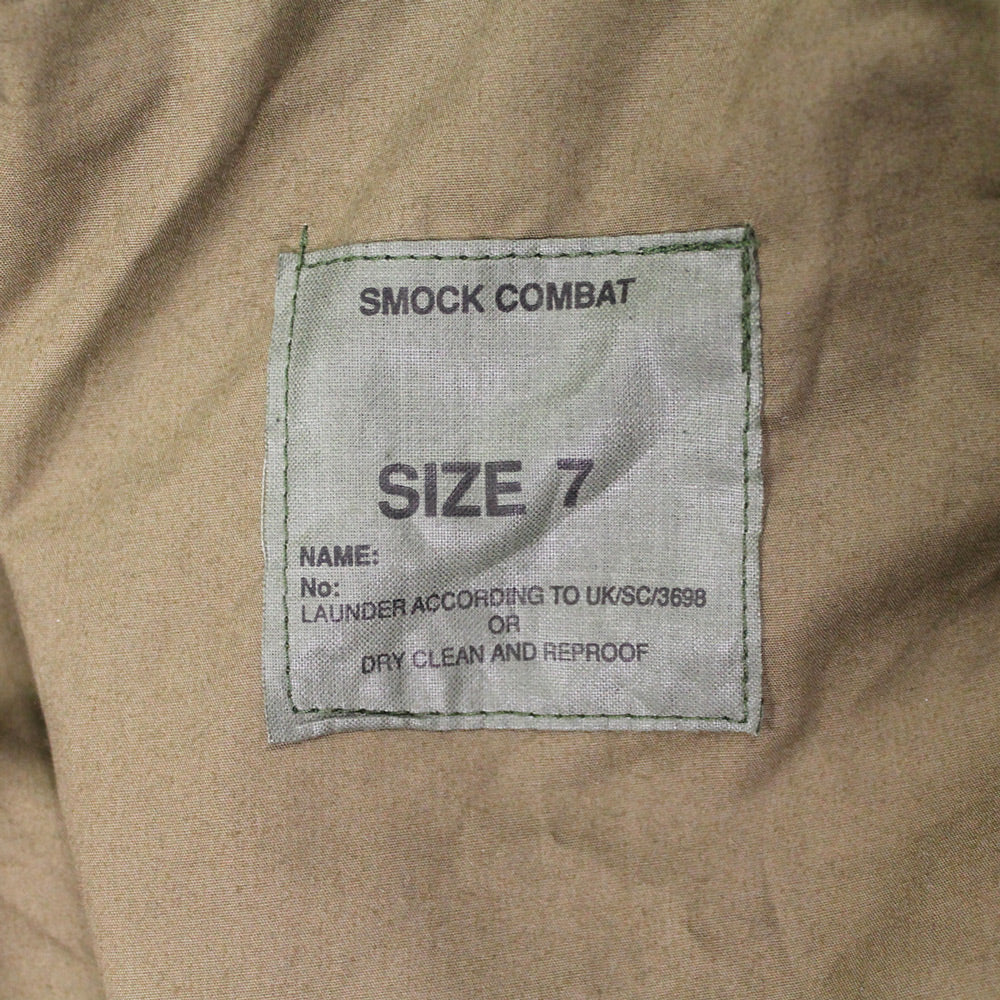 SMOCK COMBAT
SIZE 7
NAME:
No:
LAUNDER ACCORDING TO UK/SC/3698
OR
DRY CLEAN AND REPROOF